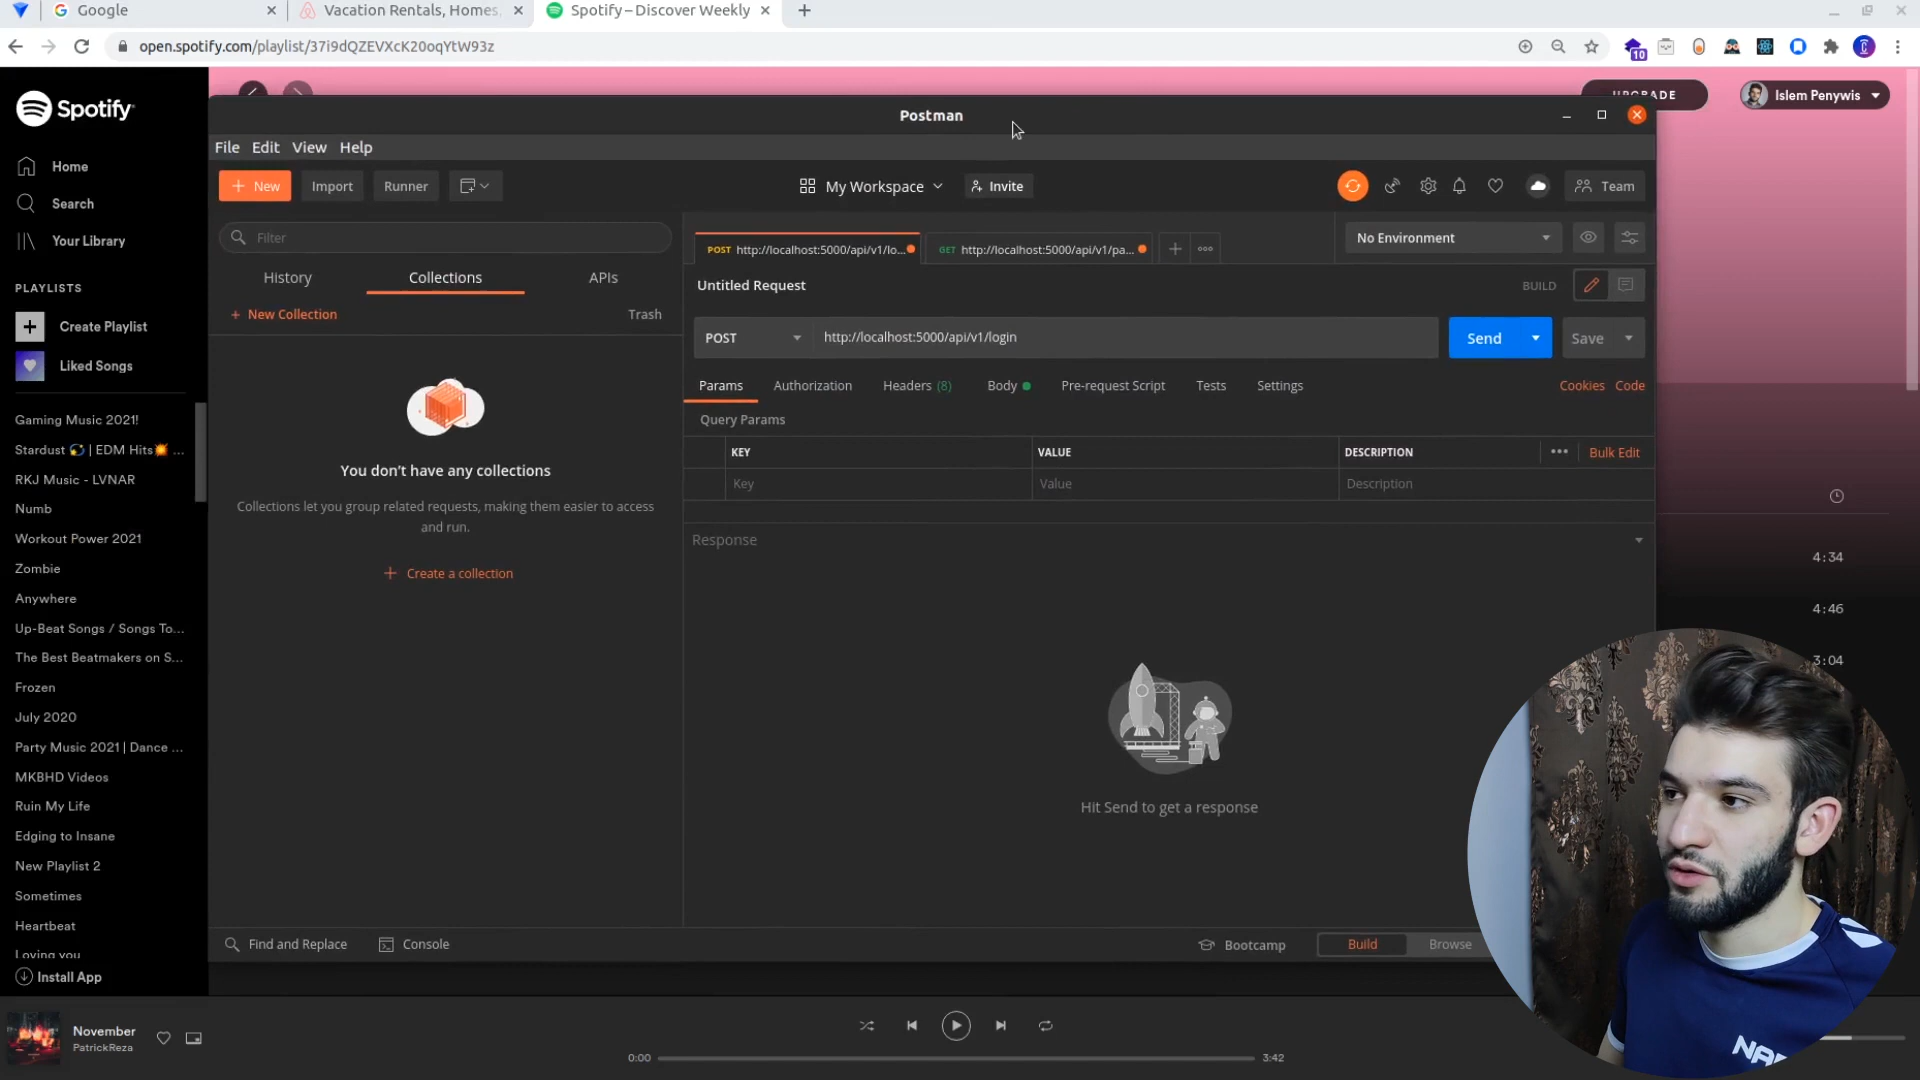 Google
Vacation Rentals, Homes,
Spotify – Discover Weekly
open.spotify.com/playlist/37i9dQZEVXcK20oqYtW93z
10
Spotify
Home
Search
Your Library
PLAYLISTS
Create Playlist
Liked Songs
Gaming Music 2021!
Stardust 💫 | EDM Hits💥 ...
RKJ Music - LVNAR
Numb
Workout Power 2021
Zombie
Anywhere
Up-Beat Songs / Songs To...
The Best Beatmakers on S...
Frozen
July 2020
Party Music 2021 | Dance ...
MKBHD Videos
Ruin My Life
Edging to Insane
New Playlist 2
Sometimes
Heartbeat
Loving you
Install App
November
PatrickReza
UPGRADE
Islem Penywis
Postman
File Edit View Help
New
Import
Runner
My Workspace
Invite
Team
Filter
History
Collections
APIs
+ New Collection
Trash
You don't have any collections
Collections let you group related requests, making them easier to access
and run.
+ Create a collection
POST http://localhost:5000/api/v1/lo...
GET http://localhost:5000/api/v1/pa...
No Environment
Untitled Request
BUILD
POST
http://localhost:5000/api/v1/login
Send
Save
Params
Authorization
Headers (8)
Body
Pre-request Script
Tests
Settings
Cookies
Code
Query Params
KEY
VALUE
DESCRIPTION
Bulk Edit
Key
Value
Description
Response
Hit Send to get a response
Find and Replace
Console
Bootcamp
Build
Browse
4:34
4:46
3:04
0:00
3:42